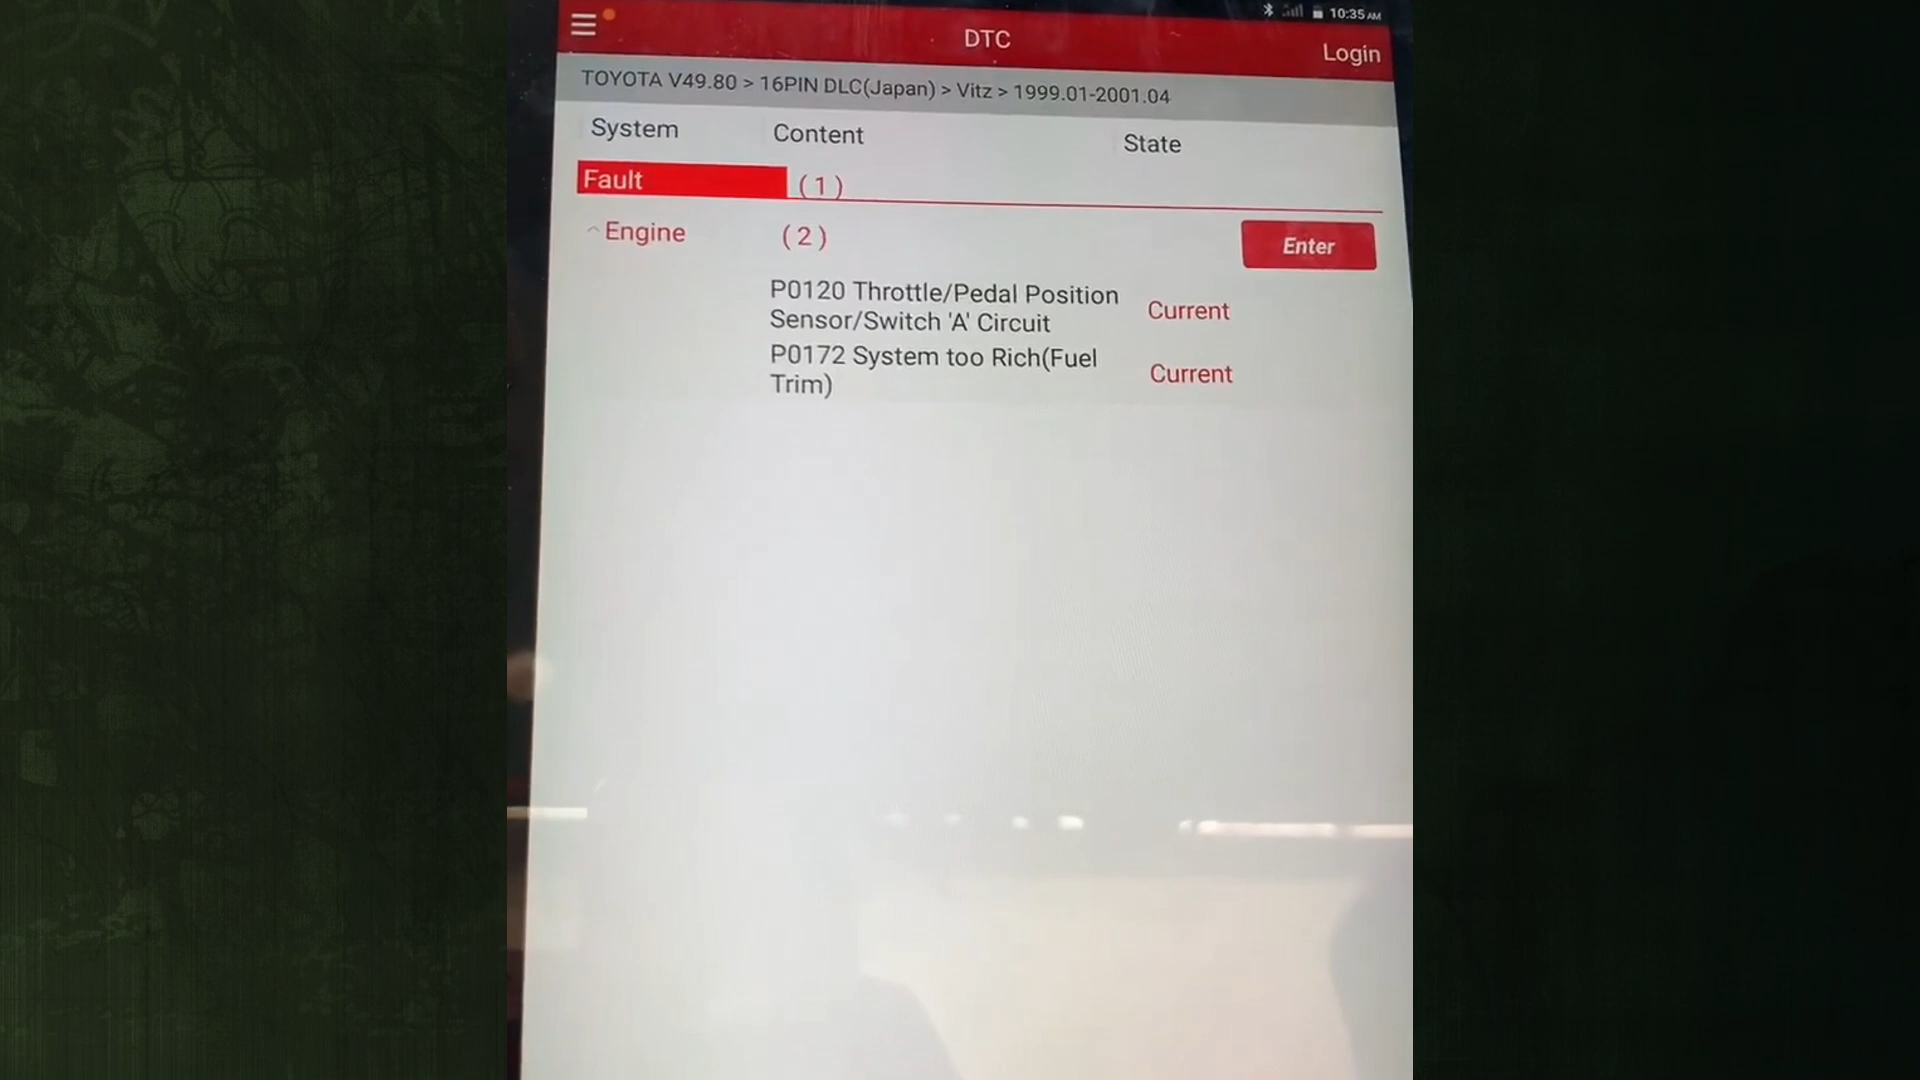 10:35 AM
DTC
Login
TOYOTA V49.80 > 16PIN DLC(Japan) > Vitz > 1999.01-2001.04
System Content State
Fault (1)
Engine (2) Enter
P0120 Throttle/Pedal Position
Sensor/Switch 'A' Circuit Current
P0172 System too Rich(Fuel
Trim) Current